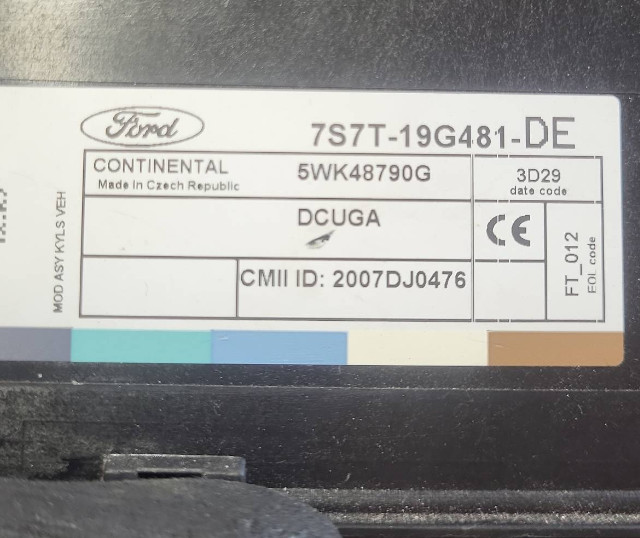 Ford 7S7T-19G481-DE
CONTINENTAL 5WK48790G 3D29
Made in Czech Republic date code
DCUGA CE
CMII ID: 2007DJ0476
FT_012
EOL code
MOD ASY KYLS VEH